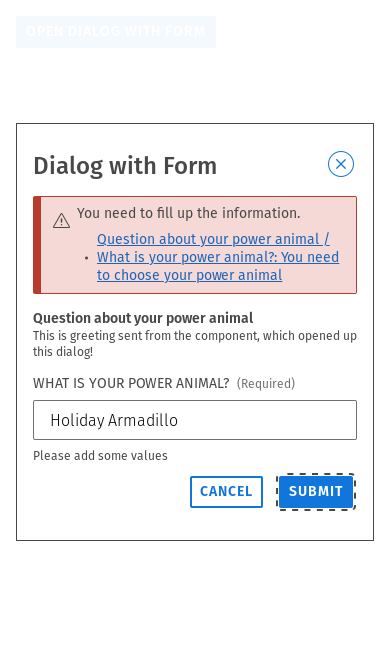 OPEN DIALOG WITH FORM
Dialog with Form
You need to fill up the information.
• Question about your power animal /
What is your power animal?: You need
to choose your power animal
Question about your power animal
This is greeting sent from the component, which opened up
this dialog!
WHAT IS YOUR POWER ANIMAL? (Required)
Holiday Armadillo
Please add some values
CANCEL SUBMIT